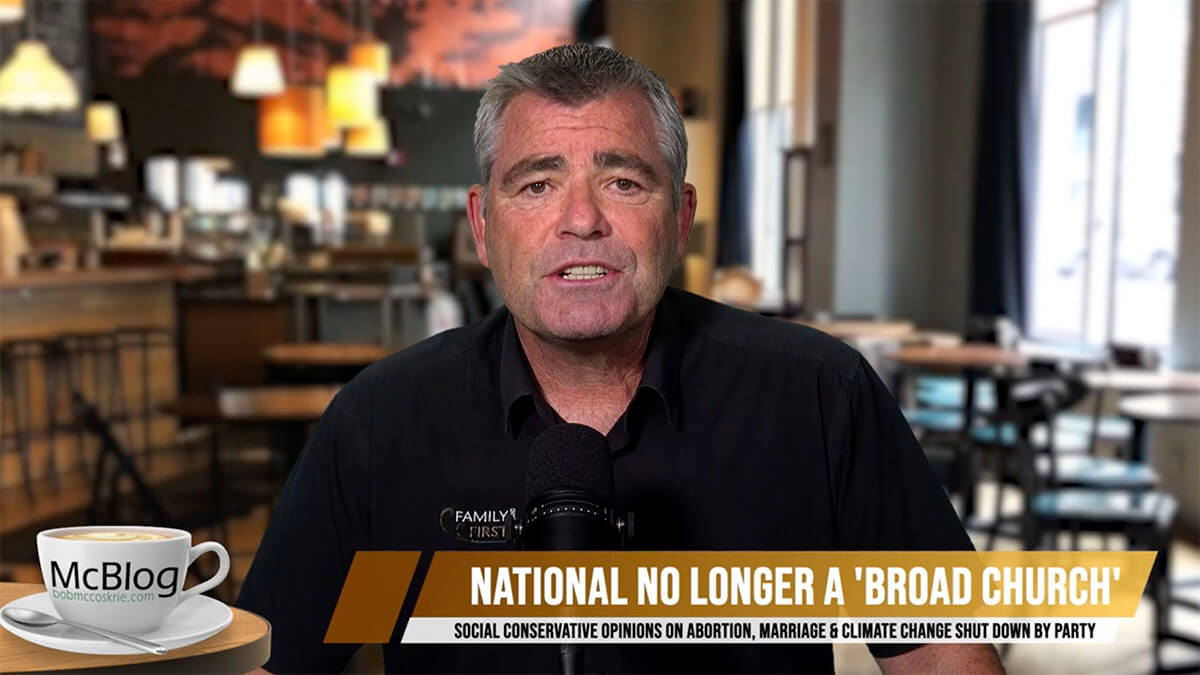 FAMILY
FIRST
McBlog
bobmccoskrie.com
NATIONAL NO LONGER A 'BROAD CHURCH'
SOCIAL CONSERVATIVE OPINIONS ON ABORTION, MARRIAGE & CLIMATE CHANGE SHUT DOWN BY PARTY